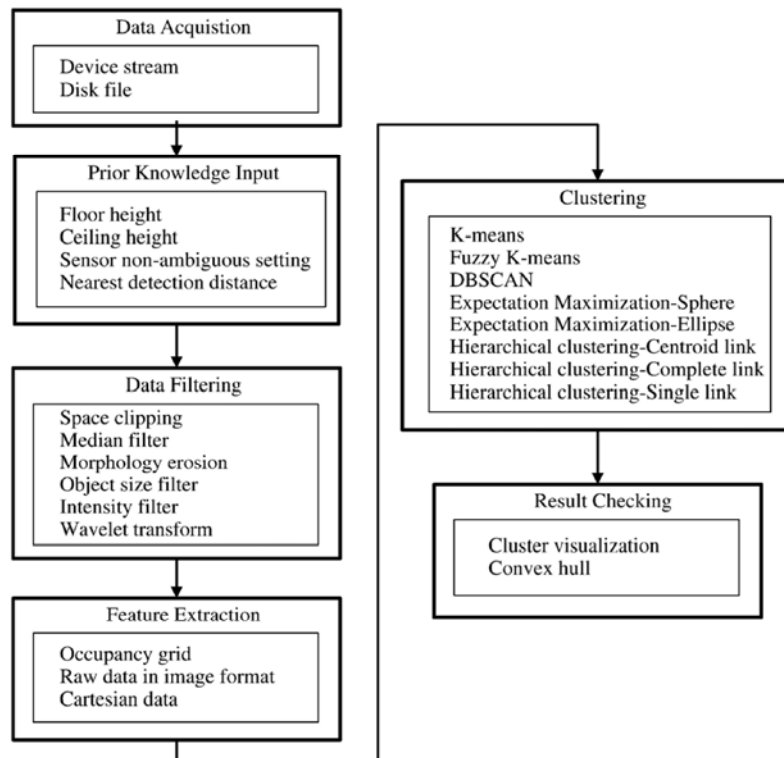 Data Acquistion
Device stream
Disk file
Prior Knowledge Input
Floor height
Ceiling height
Sensor non-ambiguous setting
Nearest detection distance
Data Filtering
Space clipping
Median filter
Morphology erosion
Object size filter
Intensity filter
Wavelet transform
Feature Extraction
Occupancy grid
Raw data in image format
Cartesian data
Clustering
K-means
Fuzzy K-means
DBSCAN
Expectation Maximization-Sphere
Expectation Maximization-Ellipse
Hierarchical clustering-Centroid link
Hierarchical clustering-Complete link
Hierarchical clustering-Single link
Result Checking
Cluster visualization
Convex hull